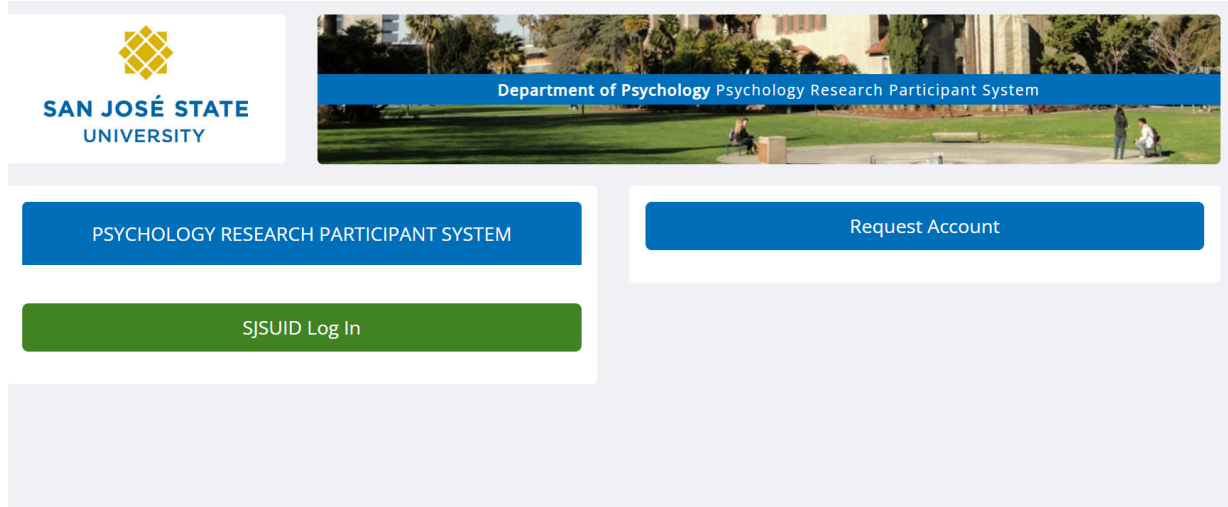 SAN JOSÉ STATE
UNIVERSITY
Department of Psychology Psychology Research Participant System
PSYCHOLOGY RESEARCH PARTICIPANT SYSTEM
SJSUID Log In
Request Account